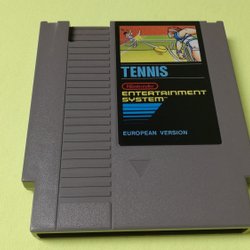 TENNIS
Nintendo
ENTERTAINMENT
SYSTEM
EUROPEAN VERSION